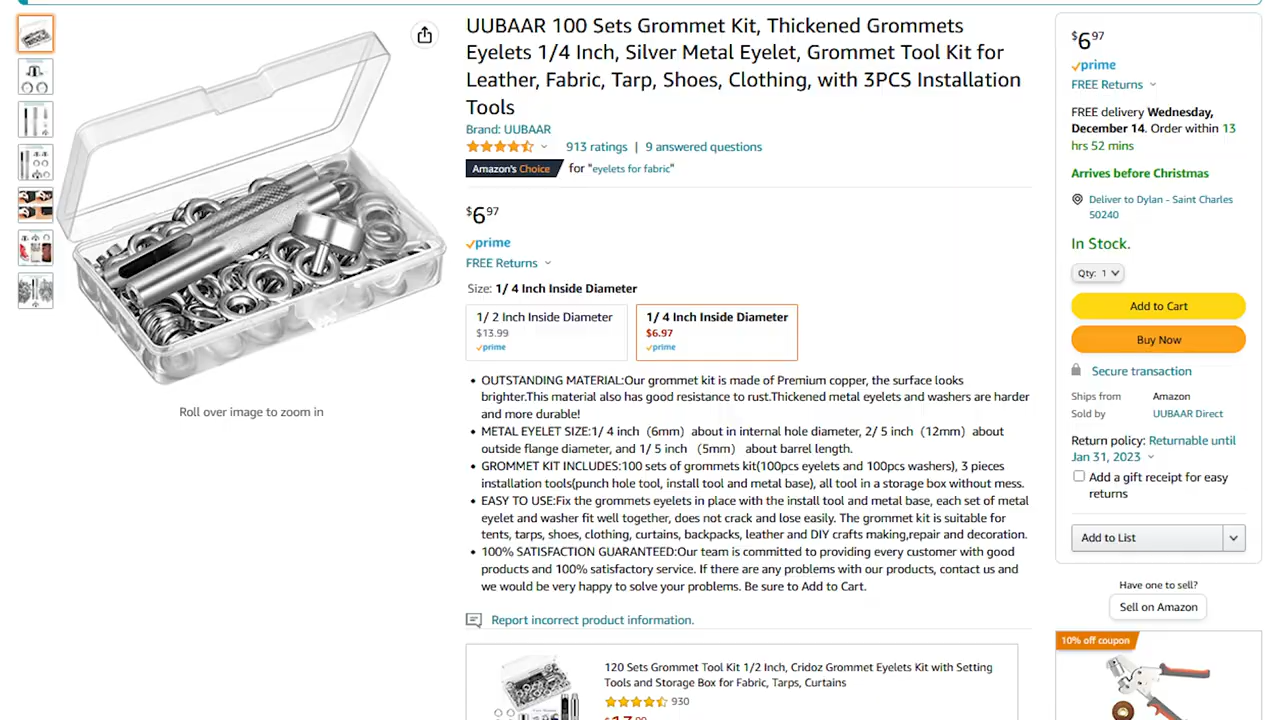 UUBAAR 100 Sets Grommet Kit, Thickened Grommets
Eyelets 1/4 Inch, Silver Metal Eyelet, Grommet Tool Kit for
Leather, Fabric, Tarp, Shoes, Clothing, with 3PCS Installation
Tools
Brand: UUBAAR
913 ratings | 9 answered questions
Amazon's Choice for "eyelets for fabric"
$6 97
prime
FREE Returns
Size: 1/ 4 Inch Inside Diameter
1/ 2 Inch Inside Diameter
$13.99
prime
1/ 4 Inch Inside Diameter
$6.97
prime
• OUTSTANDING MATERIAL:Our grommet kit is made of Premium copper, the surface looks
brighter.This material also has good resistance to rust.Thickened metal eyelets and washers are harder
and more durable!
• METAL EYELET SIZE:1/ 4 inch（6mm）about in internal hole diameter, 2/ 5 inch（12mm）about
outside flange diameter, and 1/ 5 inch （5mm）about barrel length.
• GROMMET KIT INCLUDES:100 sets of grommets kit(100pcs eyelets and 100pcs washers), 3 pieces
installation tools(punch hole tool, install tool and metal base), all tool in a storage box without mess.
• EASY TO USE:Fix the grommets eyelets in place with the install tool and metal base, each set of metal
eyelet and washer fit well together, does not crack and lose easily. The grommet kit is suitable for
tents, tarps, shoes, clothing, curtains, backpacks, leather and DIY crafts making,repair and decoration.
• 100% SATISFACTION GUARANTEED:Our team is committed to providing every customer with good
products and 100% satisfactory service. If there are any problems with our products, contact us and
we would be very happy to solve your problems. Be sure to Add to Cart.
Report incorrect product information.
120 Sets Grommet Tool Kit 1/2 Inch, Cridoz Grommet Eyelets Kit with Setting
Tools and Storage Box for Fabric, Tarps, Curtains
930
Roll over image to zoom in
$6 97
prime
FREE Returns
FREE delivery Wednesday,
December 14. Order within 13
hrs 52 mins
Arrives before Christmas
Deliver to Dylan - Saint Charles
50240
In Stock.
Qty: 1
Add to Cart
Buy Now
Secure transaction
Ships from Amazon
Sold by UUBAAR Direct
Return policy: Returnable until
Jan 31, 2023
Add a gift receipt for easy
returns
Add to List
Have one to sell?
Sell on Amazon
10% off coupon